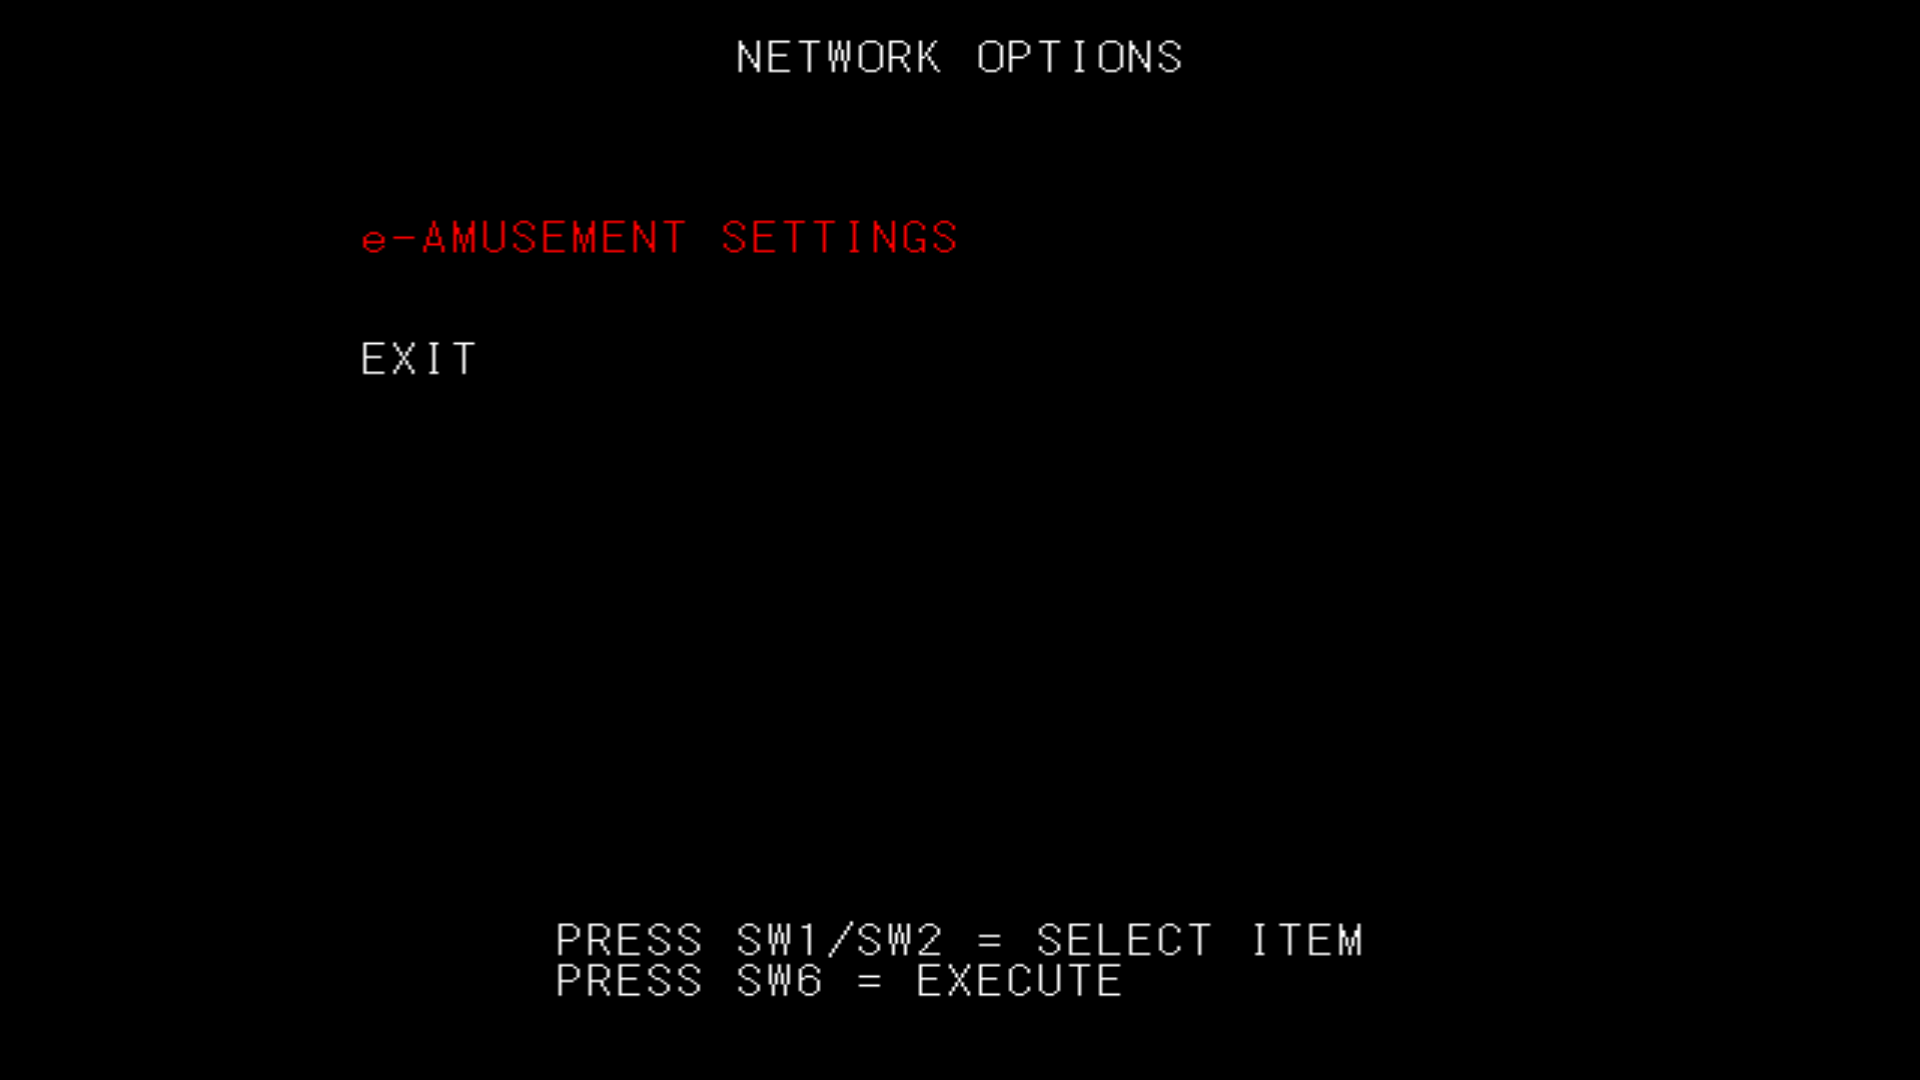 NETWORK OPTIONS
e-AMUSEMENT SETTINGS
EXIT
PRESS SW1/SW2 = SELECT ITEM
PRESS SW6 = EXECUTE